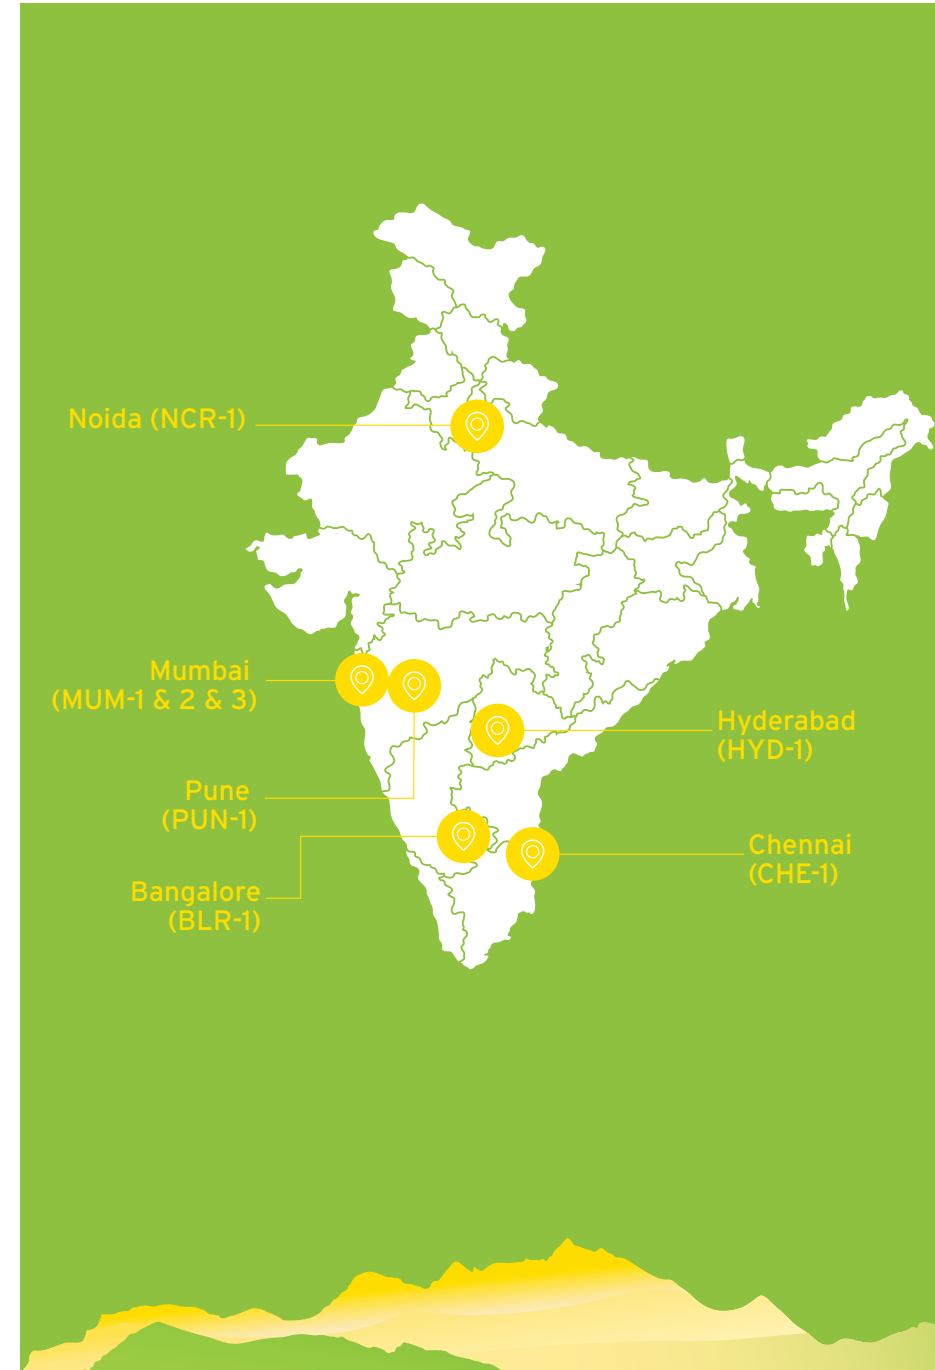 Noida (NCR-1)
Mumbai
(MUM-1 & 2 & 3)
Hyderabad
(HYD-1)
Pune
(PUN-1)
Chennai
(CHE-1)
Bangalore
(BLR-1)